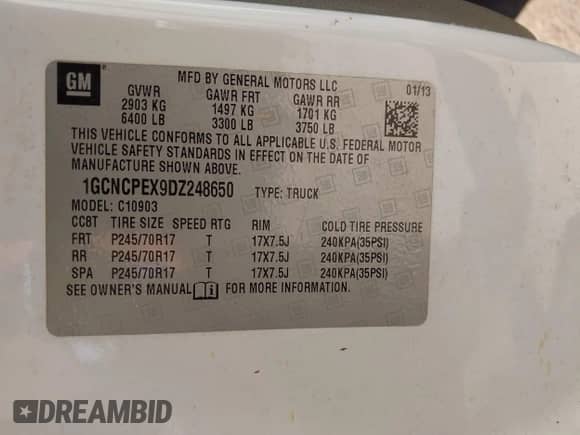 GM
MFD BY GENERAL MOTORS LLC 01/13
GVWR GAWR FRT GAWR RR
2903 KG 1497 KG 1701 KG
6400 LB 3300 LB 3750 LB
THIS VEHICLE CONFORMS TO ALL APPLICABLE U.S. FEDERAL MOTOR
VEHICLE SAFETY STANDARDS IN EFFECT ON THE DATE OF
MANUFACTURE SHOWN ABOVE.
1GCNCPEX9DZ248650 TYPE: TRUCK
MODEL: C10903
CC8T TIRE SIZE SPEED RTG RIM COLD TIRE PRESSURE
FRT P245/70R17 T 17X7.5J 240KPA(35PSI)
RR P245/70R17 T 17X7.5J 240KPA(35PSI)
SPA P245/70R17 T 17X7.5J 240KPA(35PSI)
SEE OWNER'S MANUAL FOR MORE INFORMATION.
DREAMBID